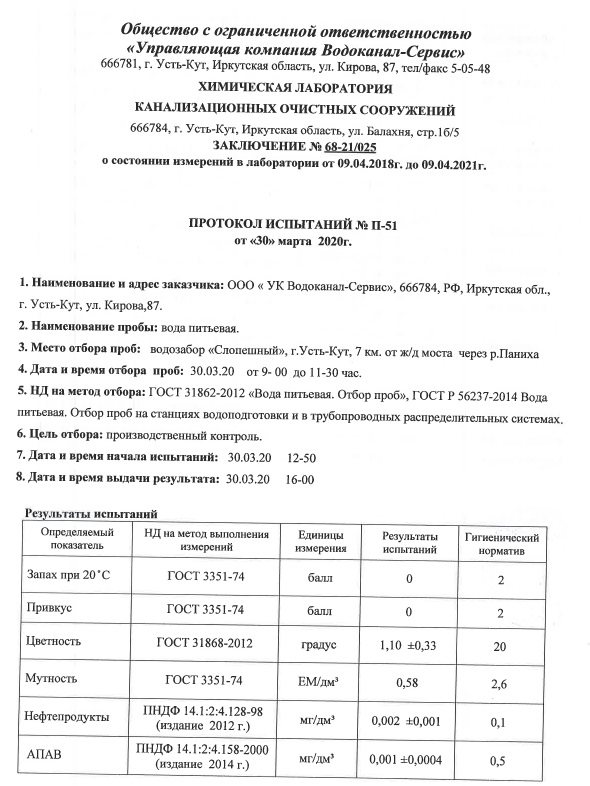 Общество с ограниченной ответственностью
«Управляющая компания Водоканал-Сервис»
666781, г. Усть-Кут, Иркутская область, ул. Кирова, 87, тел/факс 5-05-48
ХИМИЧЕСКАЯ ЛАБОРАТОРИЯ
КАНАЛИЗАЦИОННЫХ ОЧИСТНЫХ СООРУЖЕНИЙ
666784, г. Усть-Кут, Иркутская область, ул. Балахня, стр.1б/5
ЗАКЛЮЧЕНИЕ № 68-21/025
о состоянии измерений в лаборатории от 09.04.2018г. до 09.04.2021г.
ПРОТОКОЛ ИСПЫТАНИЙ № П-51
от «30» марта 2020г.
1. Наименование и адрес заказчика: ООО « УК Водоканал-Сервис», 666784, РФ, Иркутская обл.,
г. Усть-Кут, ул. Кирова,87.
2. Наименование пробы: вода питьевая.
3. Место отбора проб: водозабор «Слопешный», г.Усть-Кут, 7 км. от ж/д моста через р.Паниха
4. Дата и время отбора проб: 30.03.20 от 9- 00 до 11-30 час.
5. НД на метод отбора: ГОСТ 31862-2012 «Вода питьевая. Отбор проб», ГОСТ Р 56237-2014 Вода
питьевая. Отбор проб на станциях водоподготовки и в трубопроводных распределительных системах.
6. Цель отбора: производственный контроль.
7. Дата и время начала испытаний: 30.03.20 12-50
8. Дата и время выдачи результата: 30.03.20 16-00
Результаты испытаний
Определяемый показатель НД на метод выполнения измерений Единицы измерения Результаты испытаний Гигиенический норматив
Запах при 20˚С ГОСТ 3351-74 балл 0 2
Привкус ГОСТ 3351-74 балл 0 2
Цветность ГОСТ 31868-2012 градус 1,10 ±0,33 20
Мутность ГОСТ 3351-74 ЕМ/дм³ 0,58 2,6
Нефтепродукты ПНДФ 14.1:2:4.128-98 (издание 2012 г.) мг/дм³ 0,002 ±0,001 0,1
АПАВ ПНДФ 14.1:2:4.158-2000 (издание 2014 г.) мг/дм³ 0,001 ±0,0004 0,5